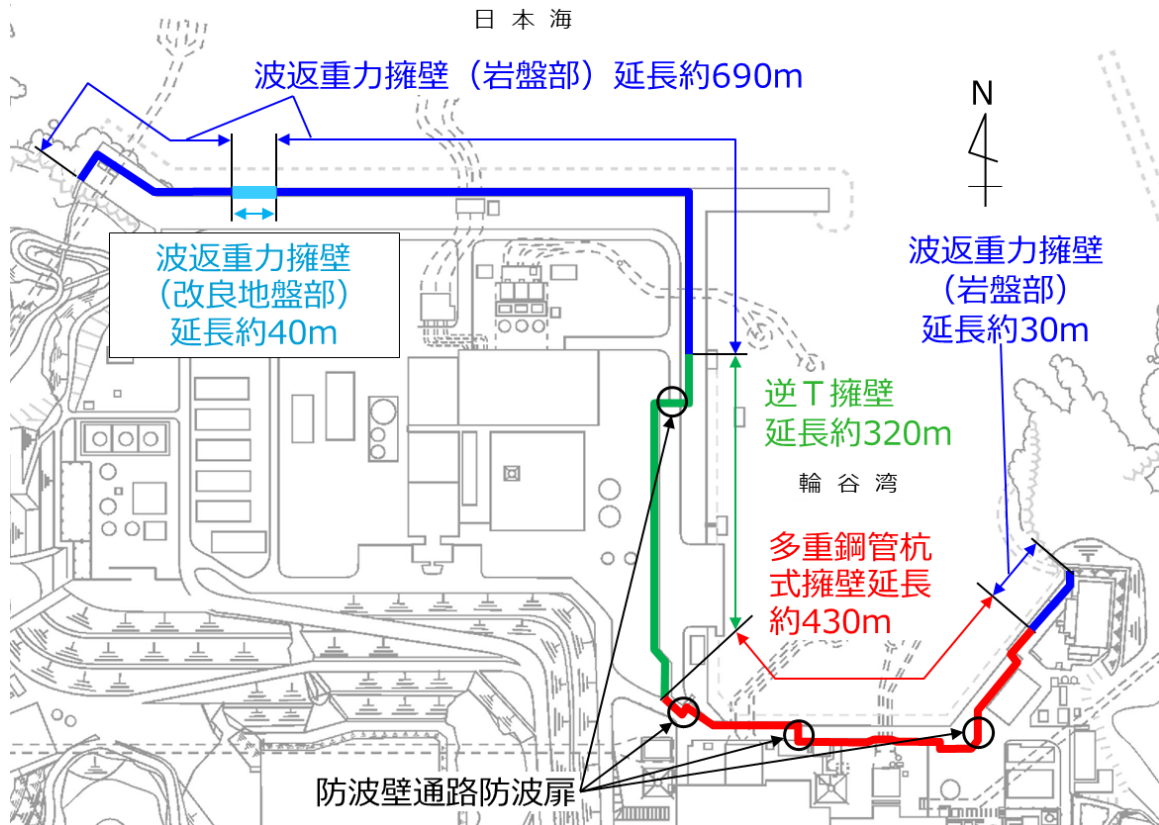 日本海
波返重力擁壁（岩盤部）延長約690m
N
波返重力擁壁
（改良地盤部）
延長約40m
波返重力擁壁
（岩盤部）
延長約30m
逆Ｔ擁壁
延長約320m
輪谷湾
多重鋼管杭
式擁壁延長
約430m
防波壁通路防波扉